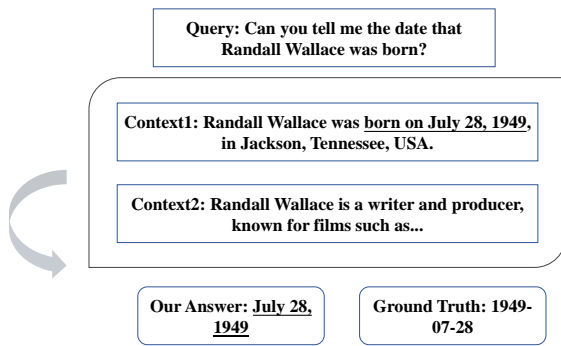 Query: Can you tell me the date that
Randall Wallace was born?
Context1: Randall Wallace was born on July 28, 1949,
in Jackson, Tennessee, USA.
Context2: Randall Wallace is a writer and producer,
known for films such as...
Our Answer: July 28,
1949
Ground Truth: 1949-
07-28